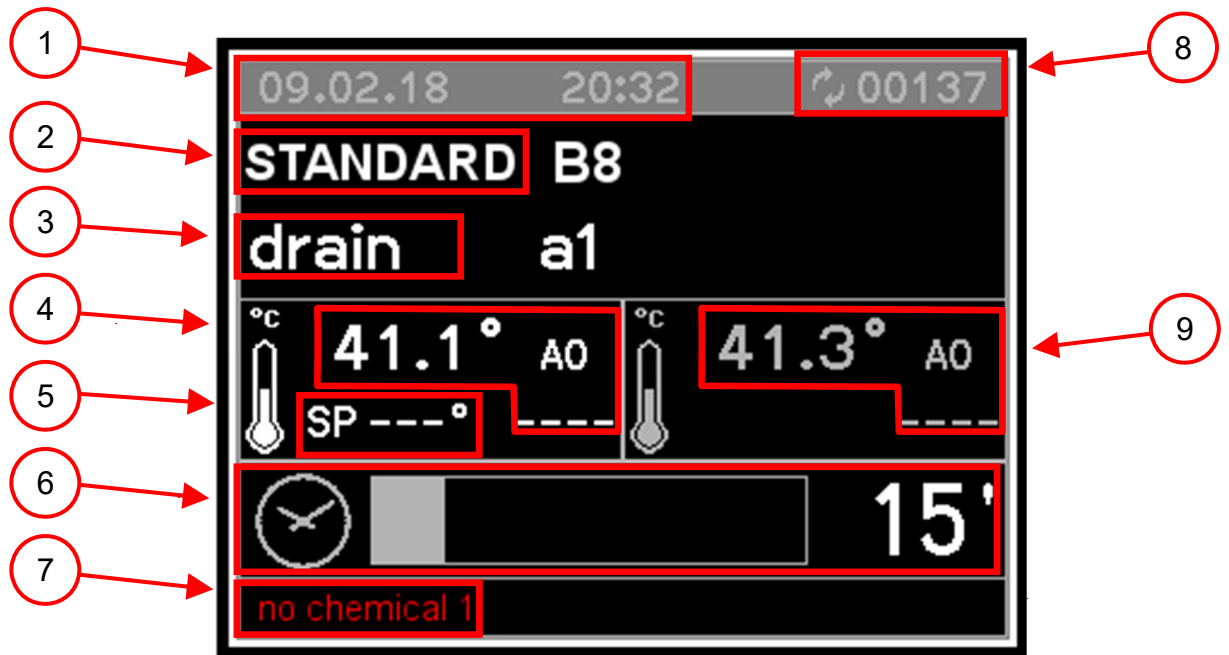 1
8
09.02.18 20:32 00137
2
STANDARD B8
3
drain a1
4
9
°C 41.1° A0 °C 41.3° A0
5
SP ---° ---- ----
6
15'
7
no chemical 1